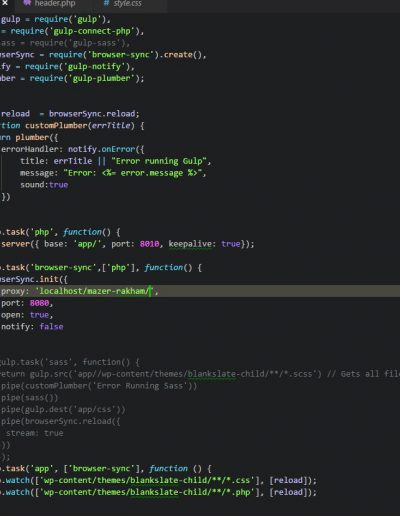 header.php style.css
gulp = require('gulp'),
= require('gulp-connect-php'),
sass = require('gulp-sass'),
wserSync = require('browser-sync').create(),
ify = require('gulp-notify'),
mber = require('gulp-plumber');
reload = browserSync.reload;
ction customPlumber(errTitle) {
urn plumber({
errorHandler: notify.onError({
title: errTitle || "Error running Gulp",
message: "Error: <%= error.message %>",
sound:true
})
p.task('php', function() {
server({ base: 'app/', port: 8010, keepalive: true});
p.task('browser-sync',['php'], function() {
wserSync.init({
proxy: 'localhost/mazer-rakham/',
port: 8080,
open: true,
notify: false
gulp.task('sass', function() {
return gulp.src('app//wp-content/themes/blankslate-child/**/*.scss') // Gets all file
pipe(customPlumber('Error Running Sass'))
pipe(sass())
pipe(gulp.dest('app/css'))
pipe(browserSync.reload({
stream: true
}))
);
p.task('app', ['browser-sync'], function () {
p.watch(['wp-content/themes/blankslate-child/**/*.css'], [reload]);
p.watch(['wp-content/themes/blankslate-child/**/*.php'], [reload]);